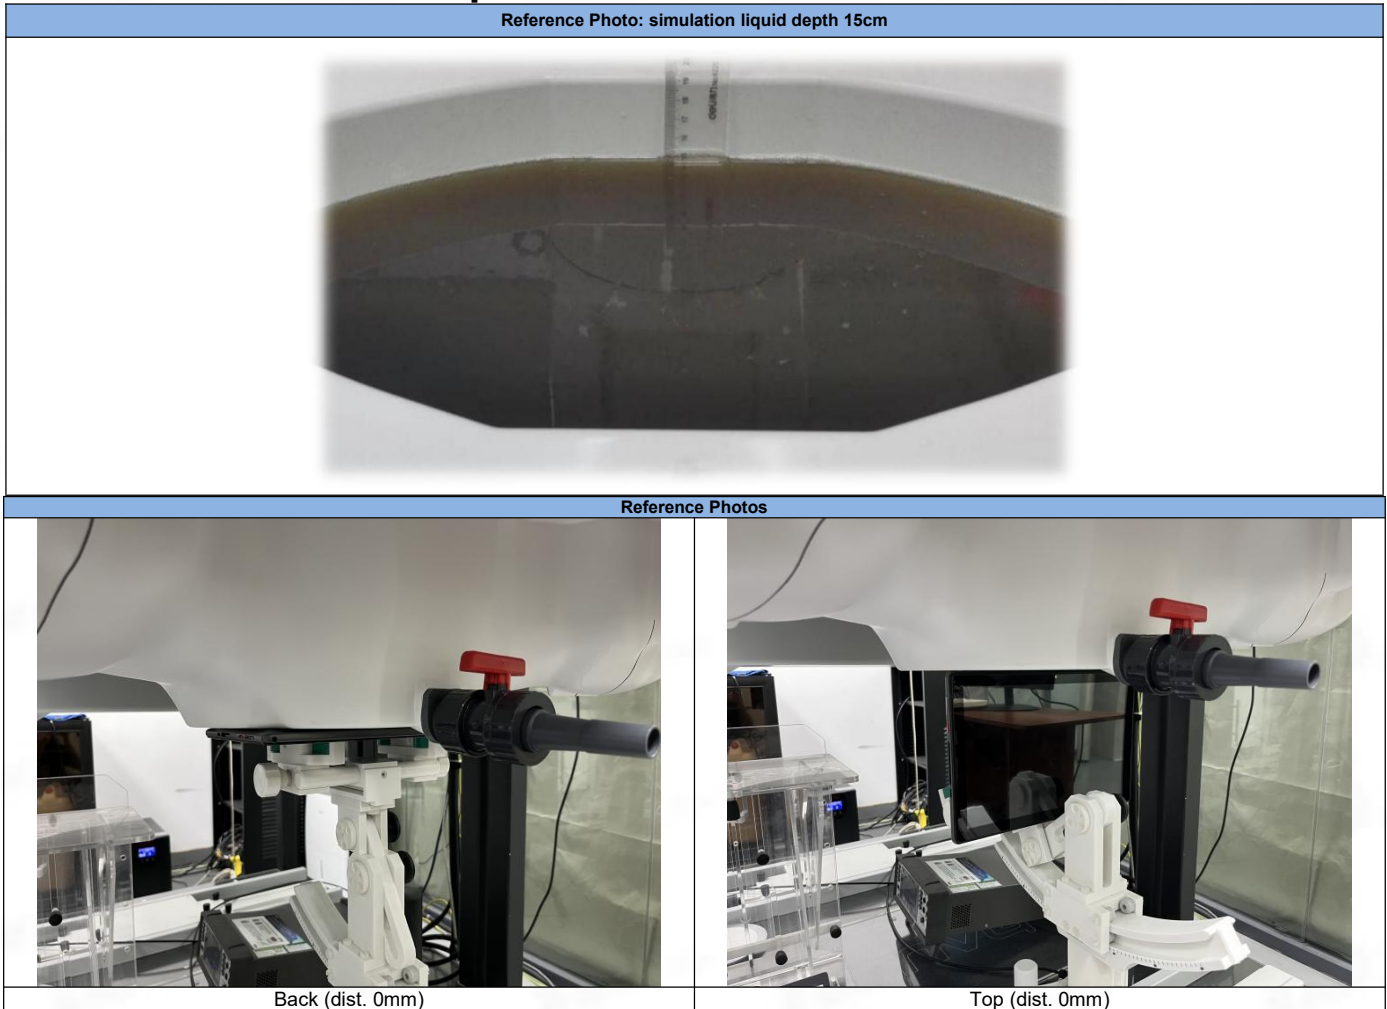 Reference Photo: simulation liquid depth 15cm
Reference Photos
Back (dist. 0mm)
Top (dist. 0mm)